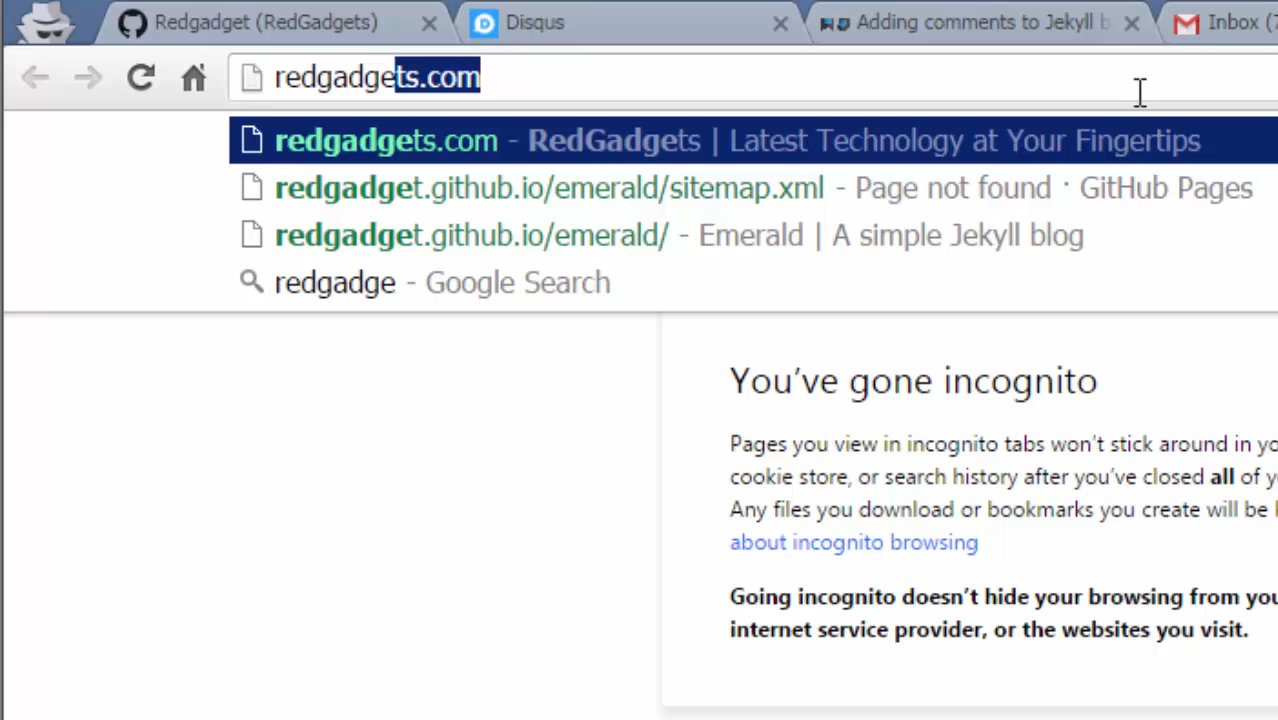 Redgadget (RedGadgets) Disqus Adding comments to Jekyll b Inbox (7
redgadgets.com
redgadgets.com - RedGadgets | Latest Technology at Your Fingertips
redgadget.github.io/emerald/sitemap.xml - Page not found · GitHub Pages
redgadget.github.io/emerald/ - Emerald | A simple Jekyll blog
redgadge - Google Search
You’ve gone incognito
Pages you view in incognito tabs won’t stick around in yo
cookie store, or search history after you’ve closed all of y
Any files you download or bookmarks you create will be
about incognito browsing
Going incognito doesn’t hide your browsing from you
internet service provider, or the websites you visit.